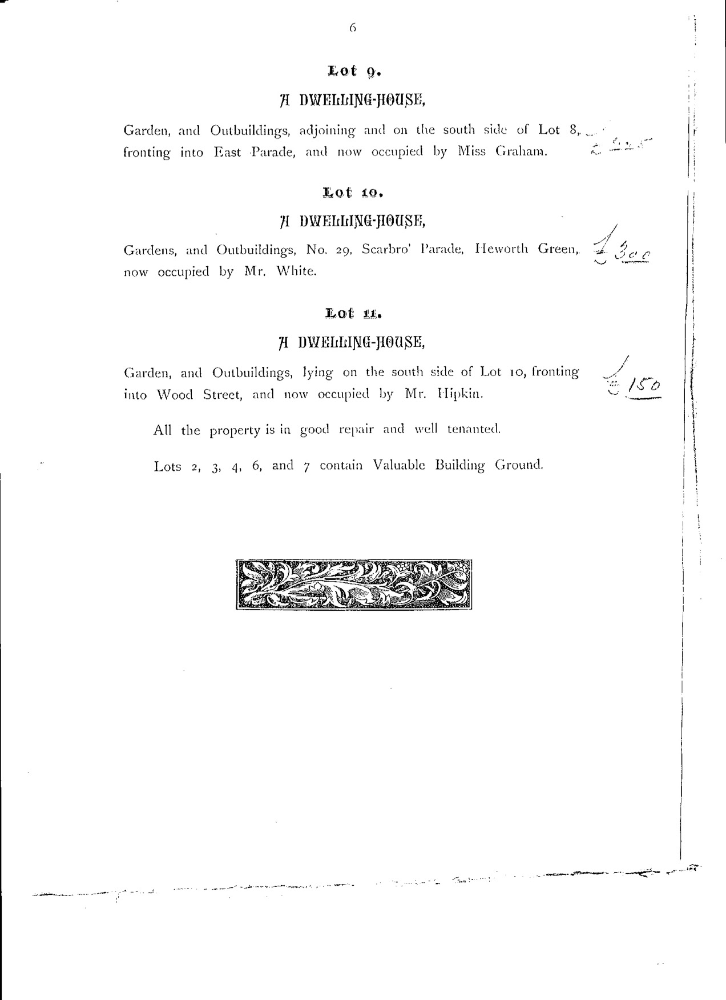 6
Lot 9.
A DWELLING-HOUSE,
Garden, and Outbuildings, adjoining and on the south side of Lot 8,
fronting into East Parade, and now occupied by Miss Graham.
Lot 10.
A DWELLING-HOUSE,
Gardens, and Outbuildings, No. 29, Scarbro' Parade, Heworth Green,
£ 300
now occupied by Mr. White.
Lot 11.
A DWELLING-HOUSE,
Garden, and Outbuildings, lying on the south side of Lot 10, fronting
£ 150
into Wood Street, and now occupied by Mr. Hipkin.
All the property is in good repair and well tenanted.
Lots 2, 3, 4, 6, and 7 contain Valuable Building Ground.